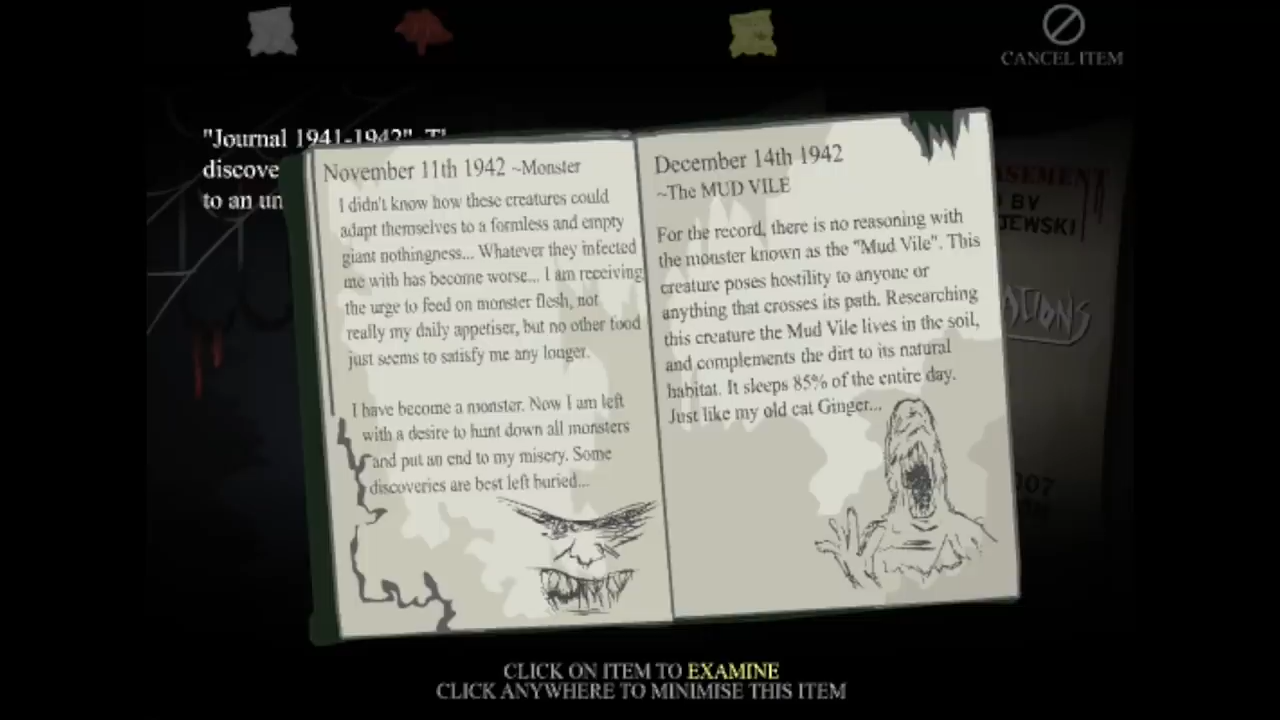 CANCEL ITEM
"Journal 1941-1942"
discove
to an un
November 11th 1942 ~Monster
I didn't know how these creatures could
adapt themselves to a formless and empty
giant nothingness... Whatever they infected
me with has become worse... I am receiving
the urge to feed on monster flesh, not
really my daily appetiser, but no other food
just seems to satisfy me any longer.
I have become a monster. Now I am left
with a desire to hunt down all monsters
and put an end to my misery. Some
discoveries are best left buried...
December 14th 1942
~The MUD VILE
For the record, there is no reasoning with
the monster known as the "Mud Vile". This
creature poses hostility to anyone or
anything that crosses its path. Researching
this creature the Mud Vile lives in the soil,
and complements the dirt to its natural
habitat. It sleeps 85% of the entire day.
Just like my old cat Ginger...
ASEMENT
BY
JEWSKI
ATIONS
007
CLICK ON ITEM TO EXAMINE
CLICK ANYWHERE TO MINIMISE THIS ITEM